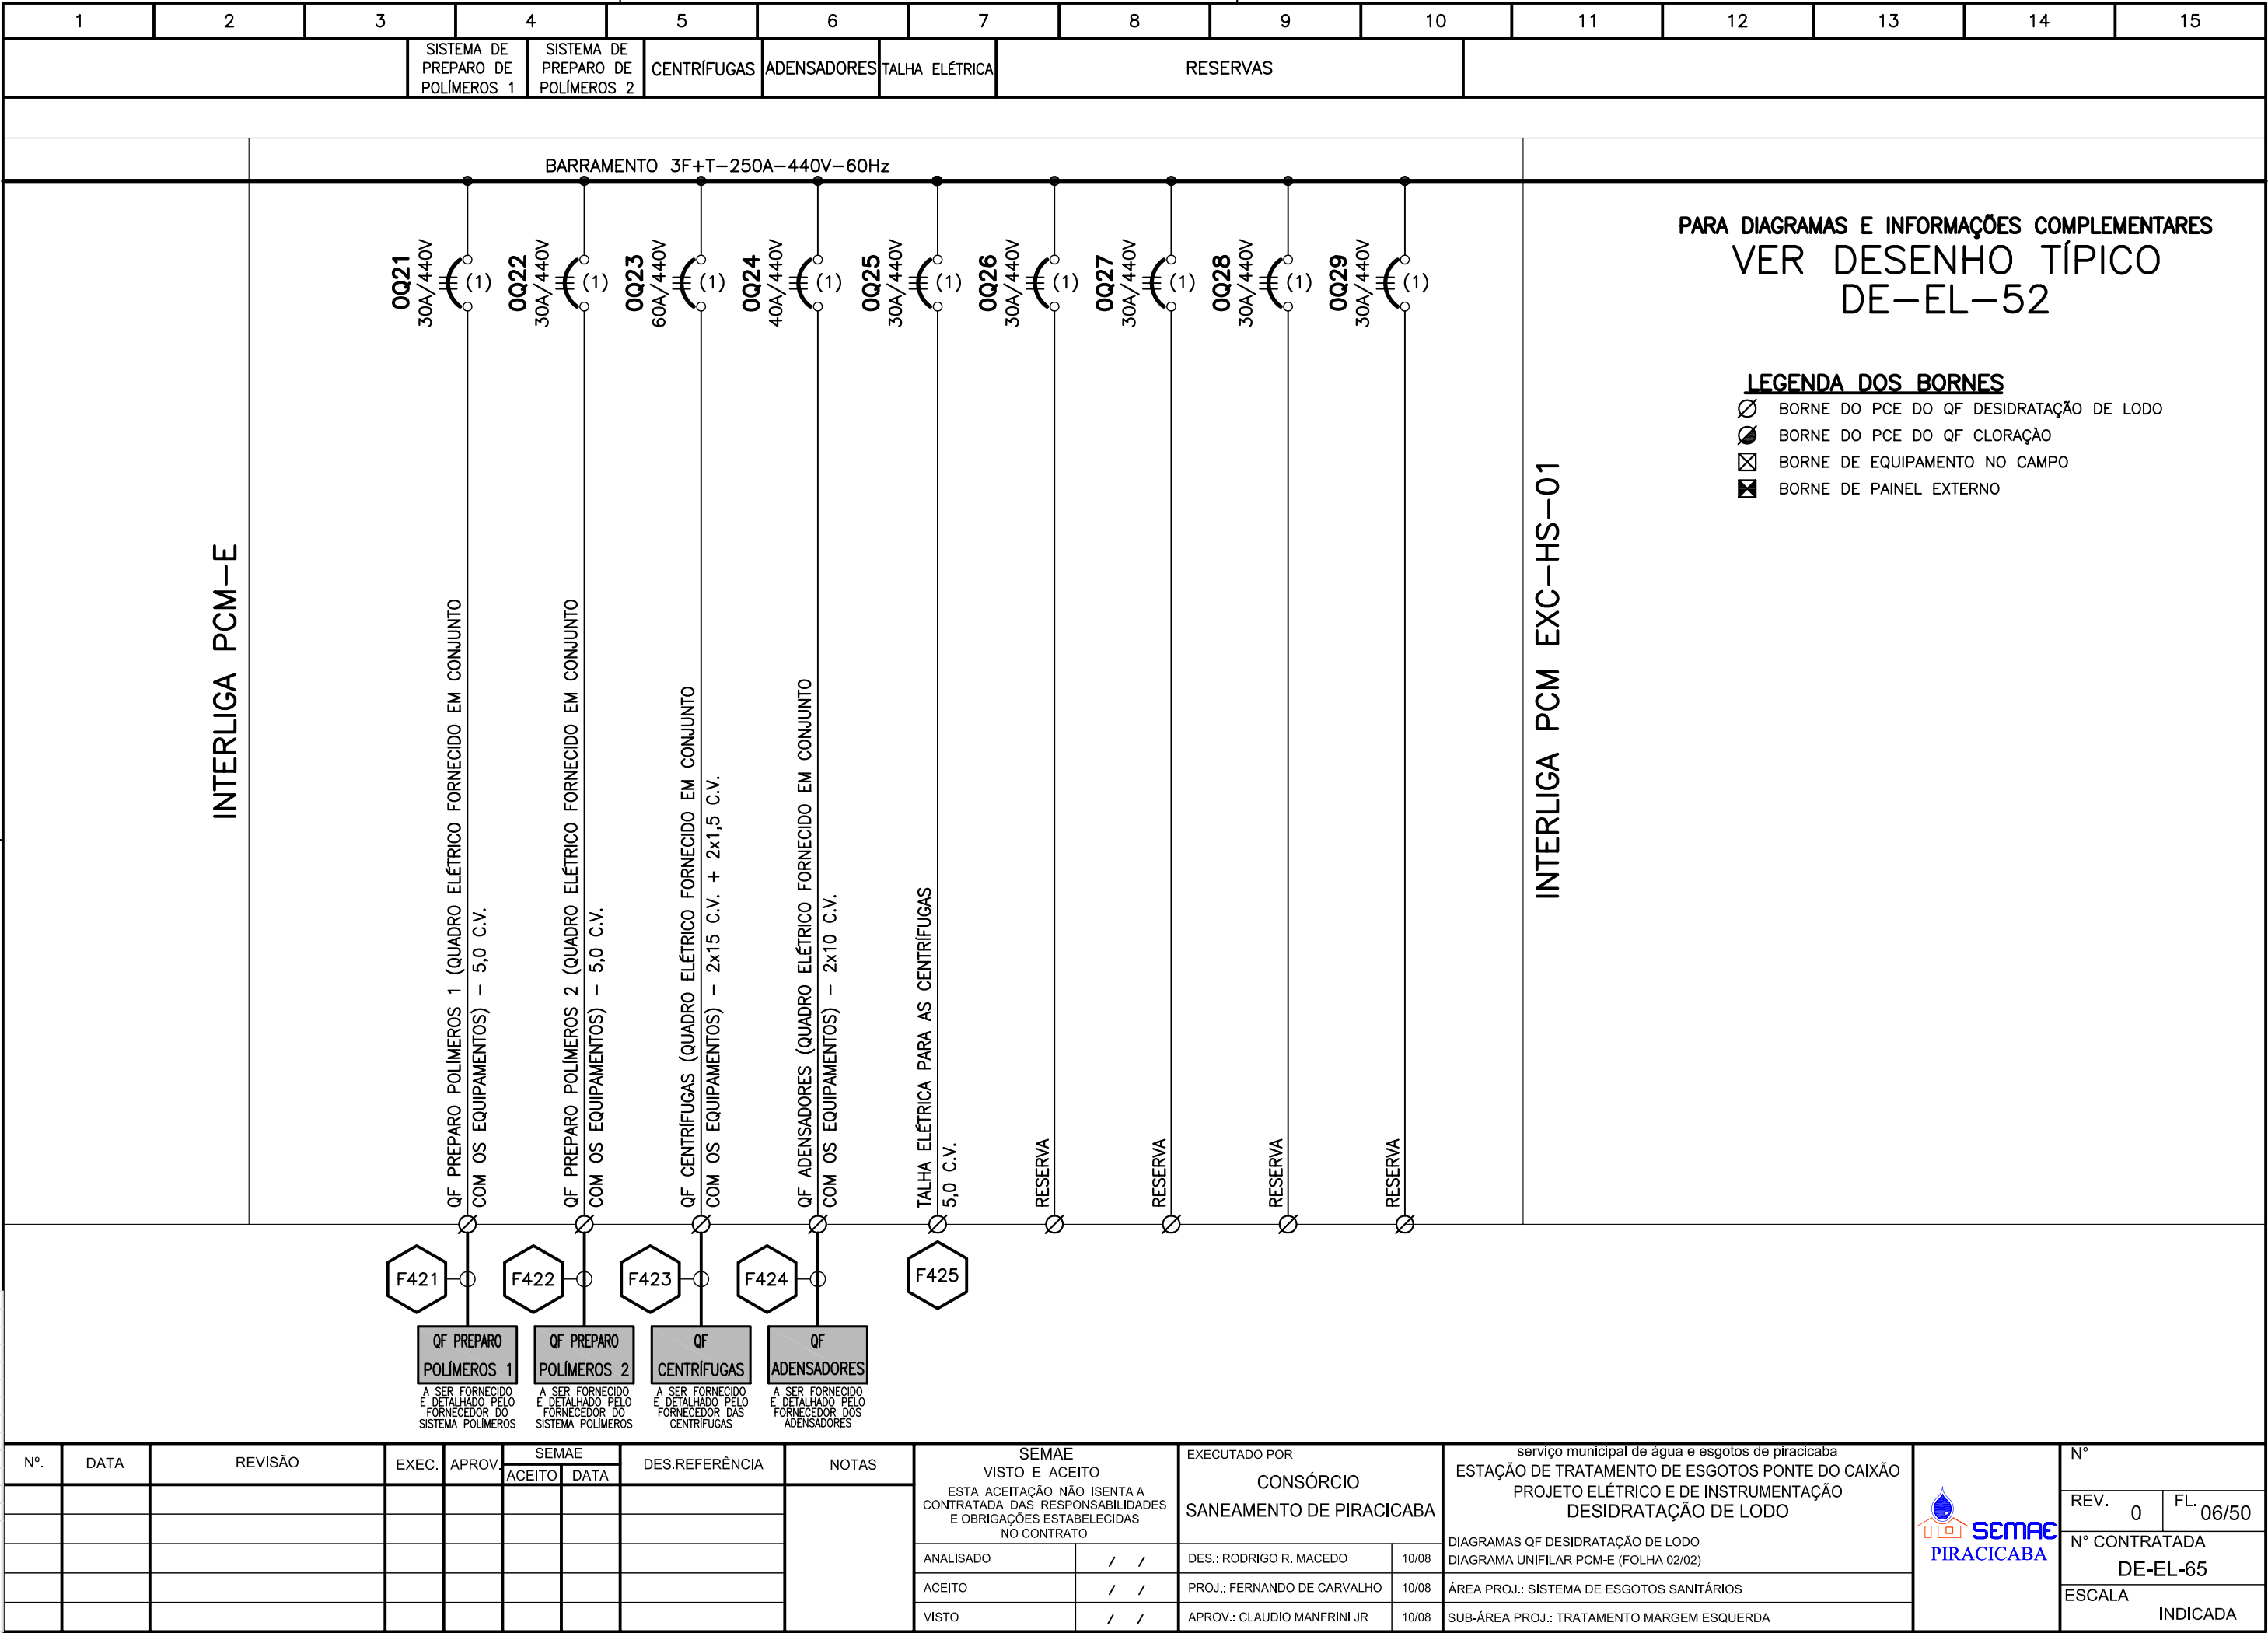 1 2 3 4 5 6 7 8 9 10 11 12 13 14 15
SISTEMA DE
PREPARO DE
POLÍMEROS 1
SISTEMA DE
PREPARO DE
POLÍMEROS 2
CENTRÍFUGAS
ADENSADORES
TALHA ELÉTRICA
RESERVAS
BARRAMENTO 3F+T-250A-440V-60Hz
0Q21
30A/440V
(1)
0Q22
30A/440V
(1)
0Q23
60A/440V
(1)
0Q24
40A/440V
(1)
0Q25
30A/440V
(1)
0Q26
30A/440V
(1)
0Q27
30A/440V
(1)
0Q28
30A/440V
(1)
0Q29
30A/440V
(1)
PARA DIAGRAMAS E INFORMAÇÕES COMPLEMENTARES
VER DESENHO TÍPICO
DE-EL-52
LEGENDA DOS BORNES
BORNE DO PCE DO QF DESIDRATAÇÃO DE LODO
BORNE DO PCE DO QF CLORAÇÀO
BORNE DE EQUIPAMENTO NO CAMPO
BORNE DE PAINEL EXTERNO
INTERLIGA PCM-E
QF PREPARO POLÍMEROS 1 (QUADRO ELÉTRICO FORNECIDO EM CONJUNTO
COM OS EQUIPAMENTOS) - 5,0 C.V.
QF PREPARO POLÍMEROS 2 (QUADRO ELÉTRICO FORNECIDO EM CONJUNTO
COM OS EQUIPAMENTOS) - 5,0 C.V.
QF CENTRÍFUGAS (QUADRO ELÉTRICO FORNECIDO EM CONJUNTO
COM OS EQUIPAMENTOS) - 2x15 C.V. + 2x1,5 C.V.
QF ADENSADORES (QUADRO ELÉTRICO FORNECIDO EM CONJUNTO
COM OS EQUIPAMENTOS) - 2x10 C.V.
TALHA ELÉTRICA PARA AS CENTRÍFUGAS
5,0 C.V.
RESERVA
RESERVA
RESERVA
RESERVA
INTERLIGA PCM EXC-HS-01
F421
F422
F423
F424
F425
QF PREPARO
POLÍMEROS 1
A SER FORNECIDO
E DETALHADO PELO
FORNECEDOR DO
SISTEMA POLÍMEROS
QF PREPARO
POLÍMEROS 2
A SER FORNECIDO
E DETALHADO PELO
FORNECEDOR DO
SISTEMA POLÍMEROS
QF
CENTRÍFUGAS
A SER FORNECIDO
E DETALHADO PELO
FORNECEDOR DAS
CENTRÍFUGAS
QF
ADENSADORES
A SER FORNECIDO
E DETALHADO PELO
FORNECEDOR DOS
ADENSADORES
Nº. DATA REVISÃO EXEC. APROV. SEMAE DES.REFERÊNCIA NOTAS
ACEITO DATA
SEMAE
VISTO E ACEITO
ESTA ACEITAÇÃO NÃO ISENTA A
CONTRATADA DAS RESPONSABILIDADES
E OBRIGAÇÕES ESTABELECIDAS
NO CONTRATO
ANALISADO / /
ACEITO / /
VISTO / /
EXECUTADO POR
CONSÓRCIO
SANEAMENTO DE PIRACICABA
DES.: RODRIGO R. MACEDO 10/08
PROJ.: FERNANDO DE CARVALHO 10/08
APROV.: CLAUDIO MANFRINI JR 10/08
serviço municipal de água e esgotos de piracicaba
ESTAÇÃO DE TRATAMENTO DE ESGOTOS PONTE DO CAIXÃO
PROJETO ELÉTRICO E DE INSTRUMENTAÇÃO
DESIDRATAÇÃO DE LODO
DIAGRAMAS QF DESIDRATAÇÃO DE LODO
DIAGRAMA UNIFILAR PCM-E (FOLHA 02/02)
ÁREA PROJ.: SISTEMA DE ESGOTOS SANITÁRIOS
SUB-ÁREA PROJ.: TRATAMENTO MARGEM ESQUERDA
SEMAE
PIRACICABA
N°
REV. 0 FL. 06/50
N° CONTRATADA
DE-EL-65
ESCALA
INDICADA